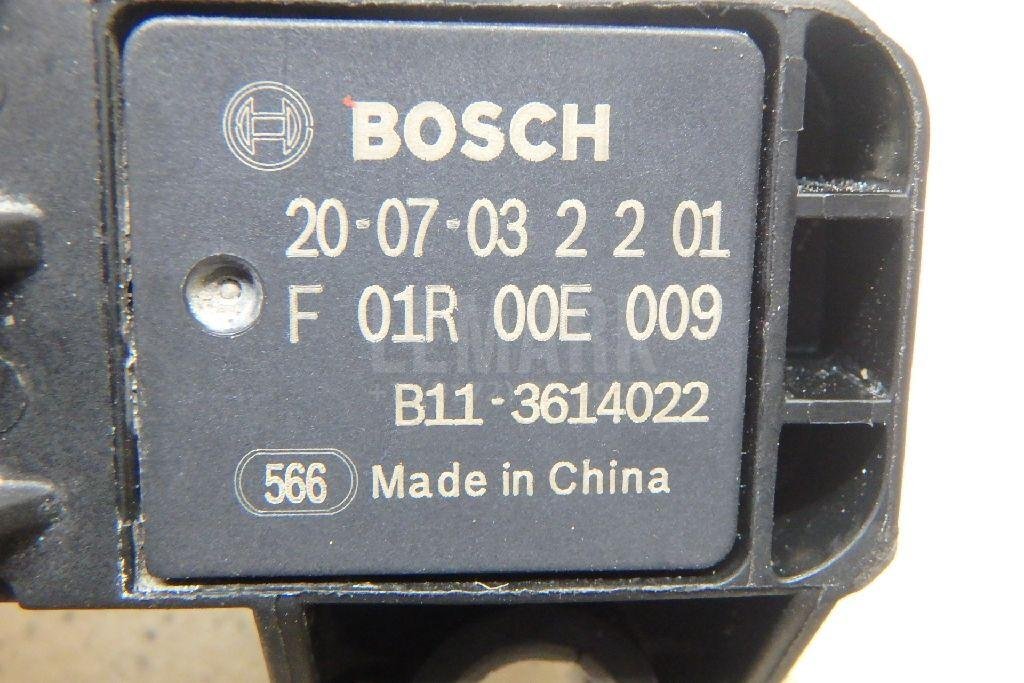 BOSCH
20-07-03 2 2 01
F 01R 00E 009
B11-3614022
566 Made in China